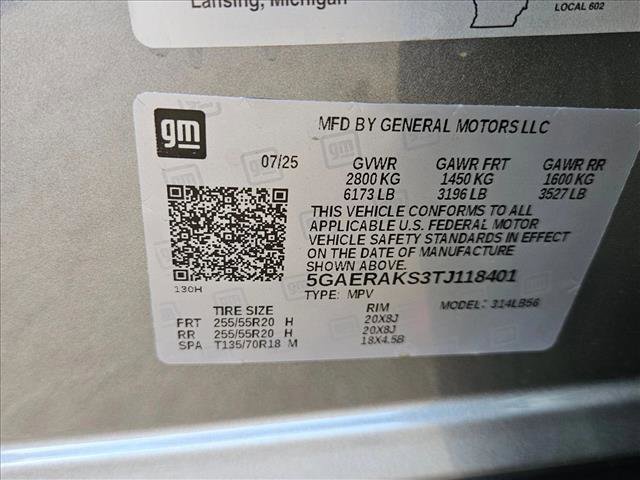 Lansing, Michigan
LOCAL 602
gm
MFD BY GENERAL MOTORS LLC
07/25 GVWR GAWR FRT GAWR RR
2800 KG 1450 KG 1600 KG
6173 LB 3196 LB 3527 LB
THIS VEHICLE CONFORMS TO ALL
APPLICABLE U.S. FEDERAL MOTOR
VEHICLE SAFETY STANDARDS IN EFFECT
ON THE DATE OF MANUFACTURE
SHOWN ABOVE.
130H
5GAERAKS3TJ118401
TYPE: MPV MODEL: 314LB56
TIRE SIZE RIM
FRT 255/55R20 H 20X8J
RR 255/55R20 H 20X8J
SPA T135/70R18 M 18X4.5B